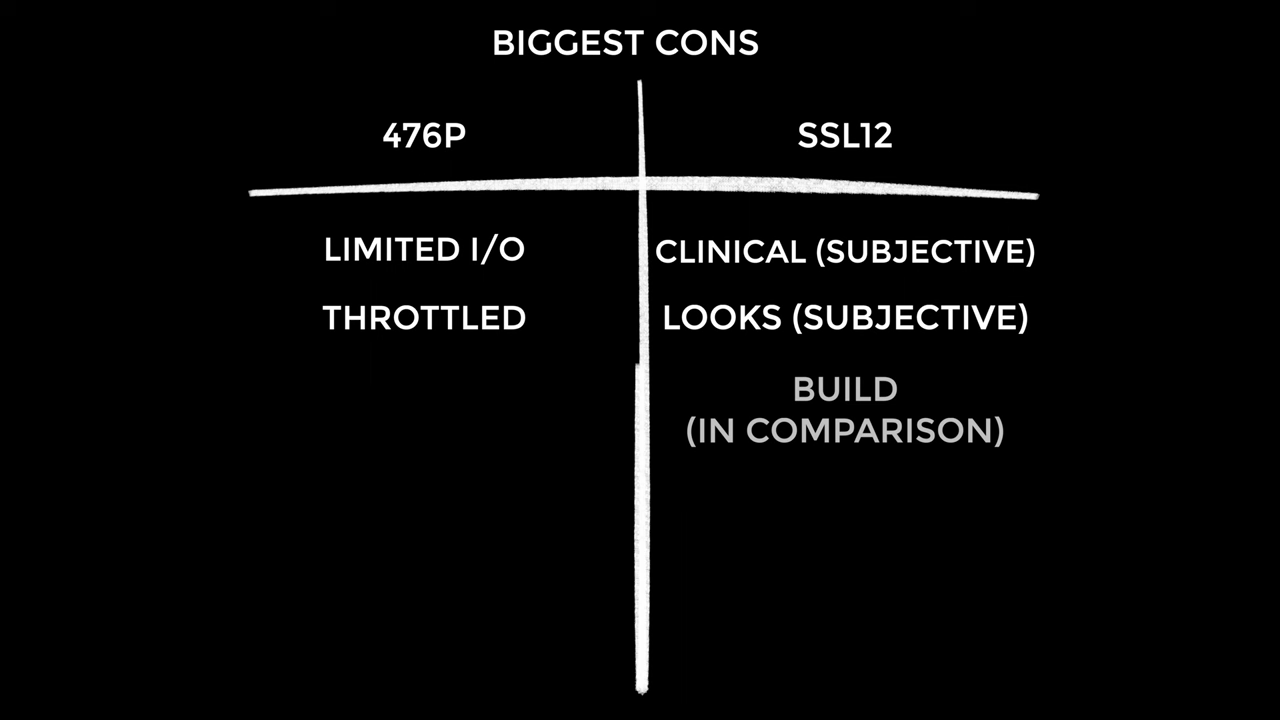 BIGGEST CONS
476P
SSL12
LIMITED I/O
CLINICAL (SUBJECTIVE)
THROTTLED
LOOKS (SUBJECTIVE)
BUILD
(IN COMPARISON)